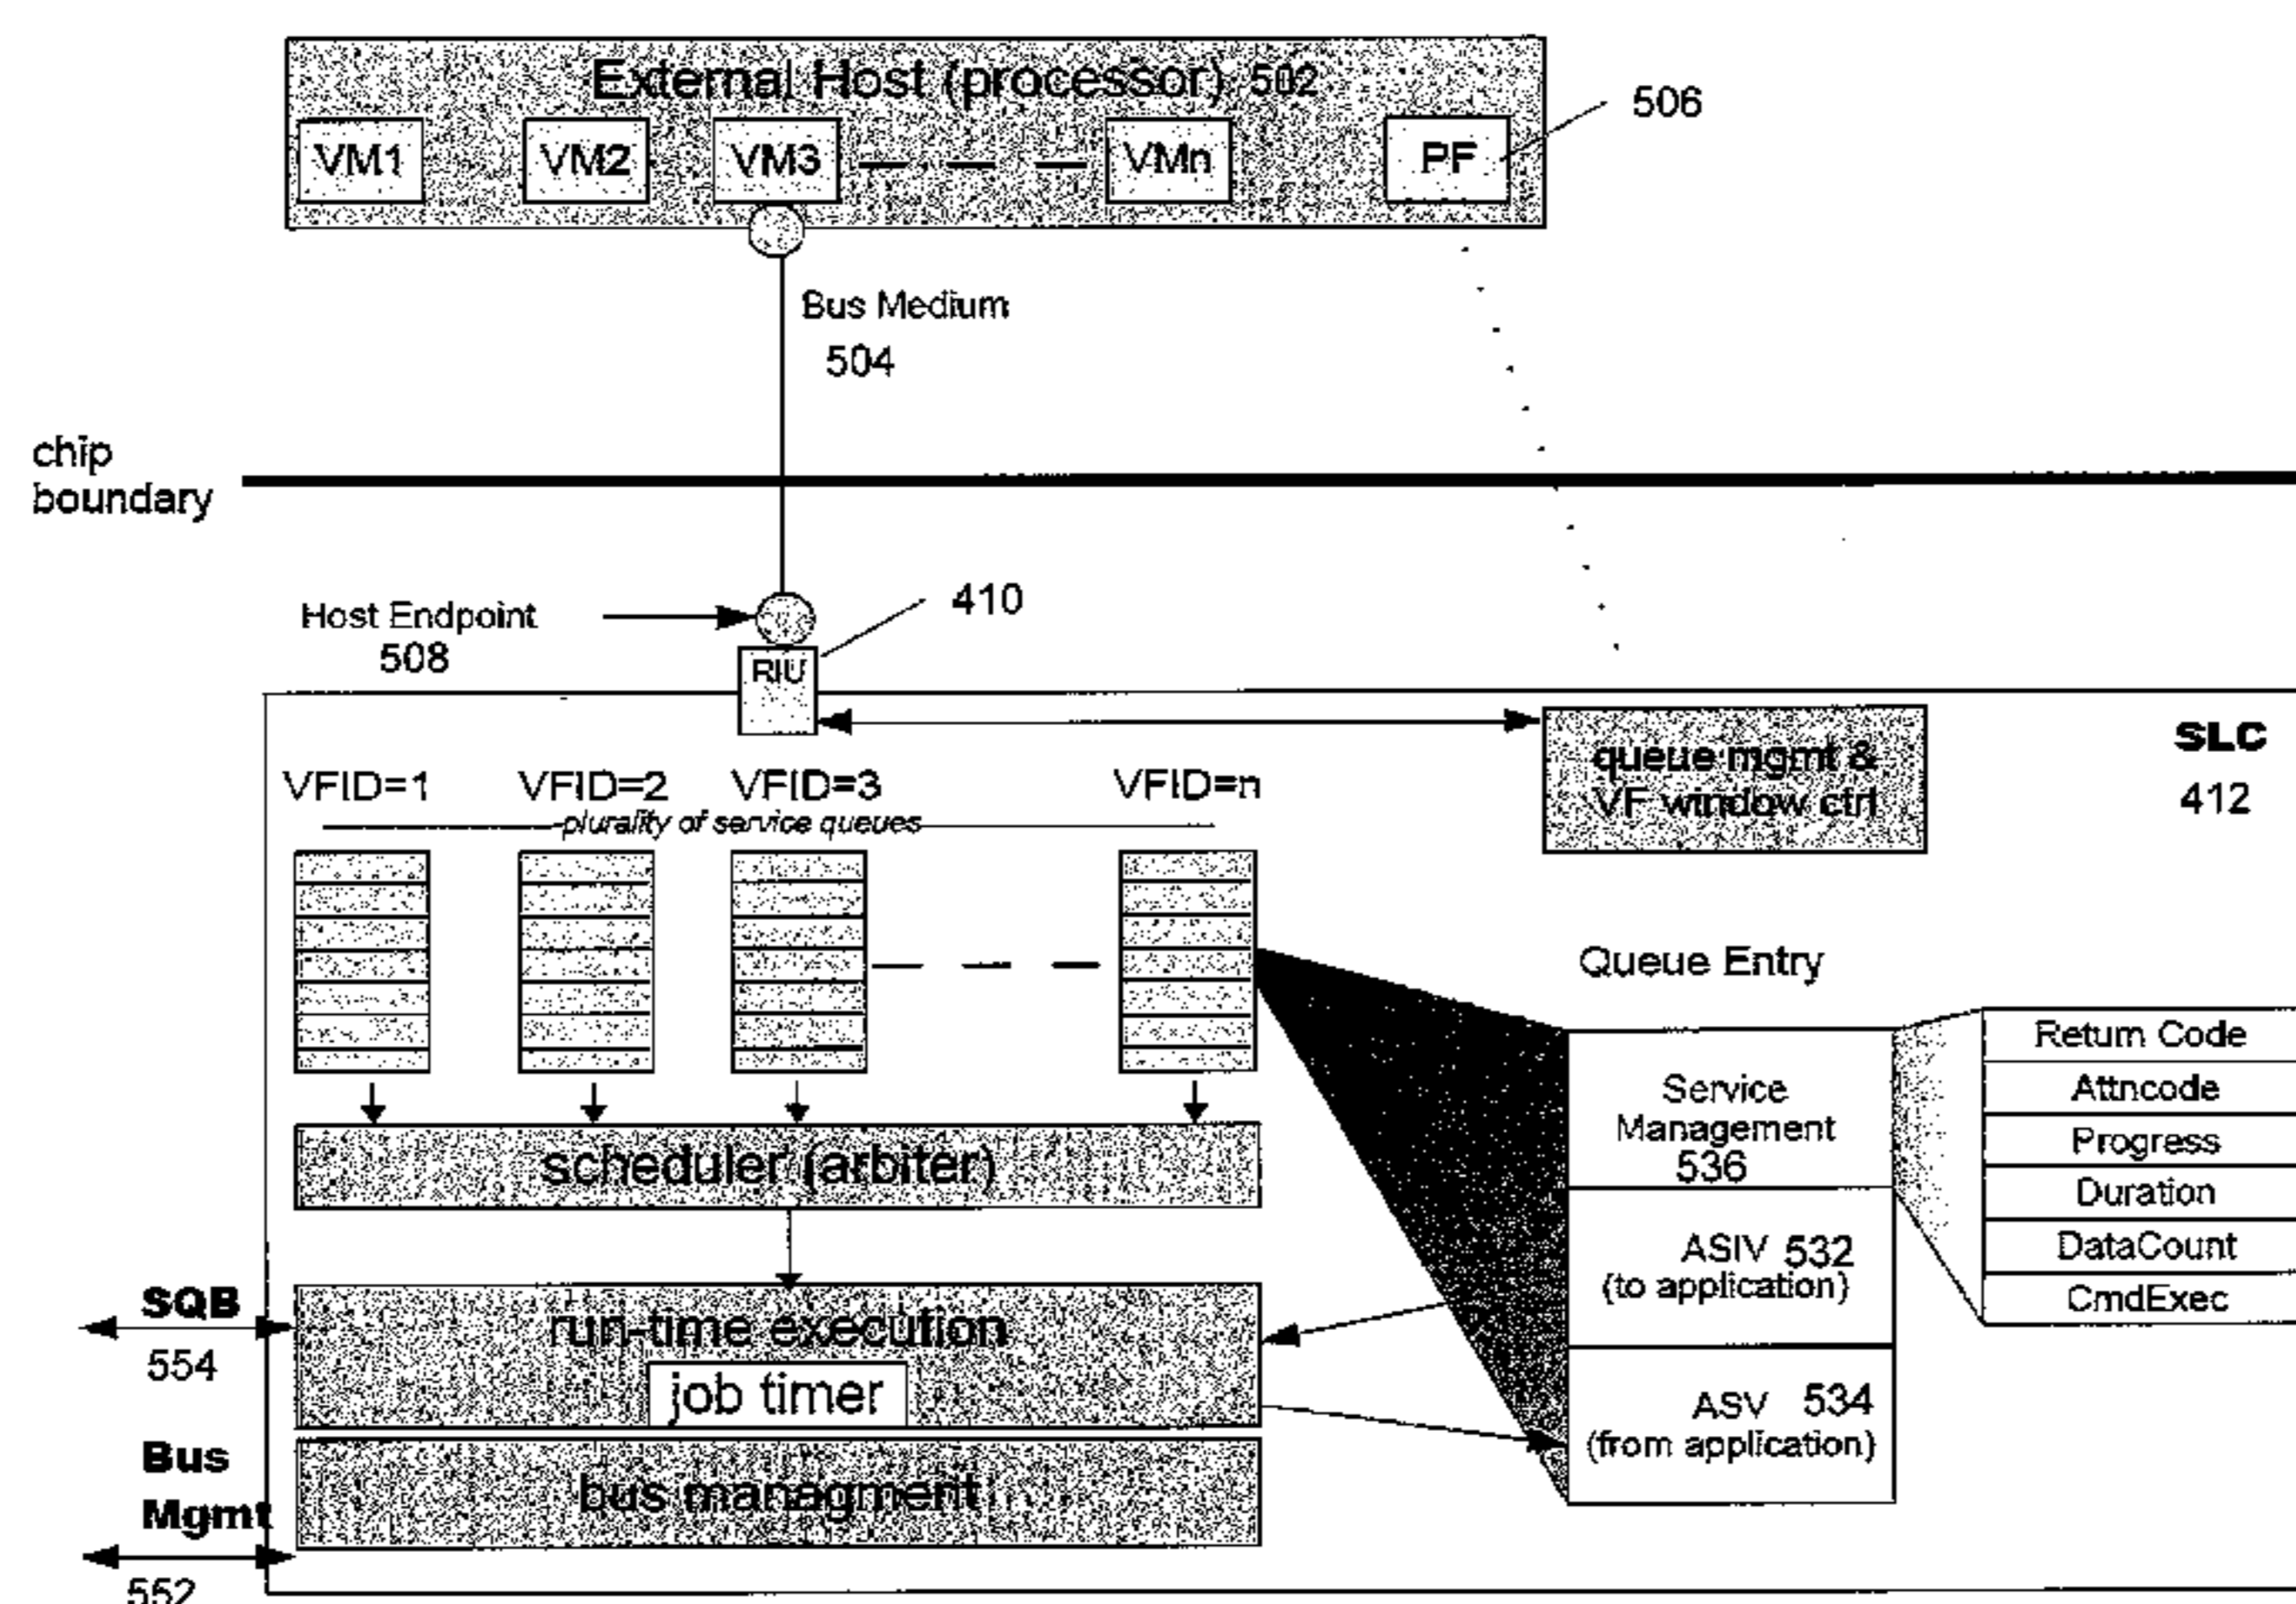 External Host (processor) 502
VM1
VM2
VM3
VMn
PF
506
Bus Medium
504
chip
boundary
Host Endpoint
508
410
RIU
queue mgmt &
VF window ctrl
SLC
412
VFID=1
VFID=2
VFID=3
VFID=n
plurality of service queues
Queue Entry
Service
Management
536
ASIV 532
(to application)
ASV 534
(from application)
Return Code
Attncode
Progress
Duration
DataCount
CmdExec
scheduler (arbiter)
SQB
554
run-time execution
job timer
Bus
Mgmt
552
bus managment